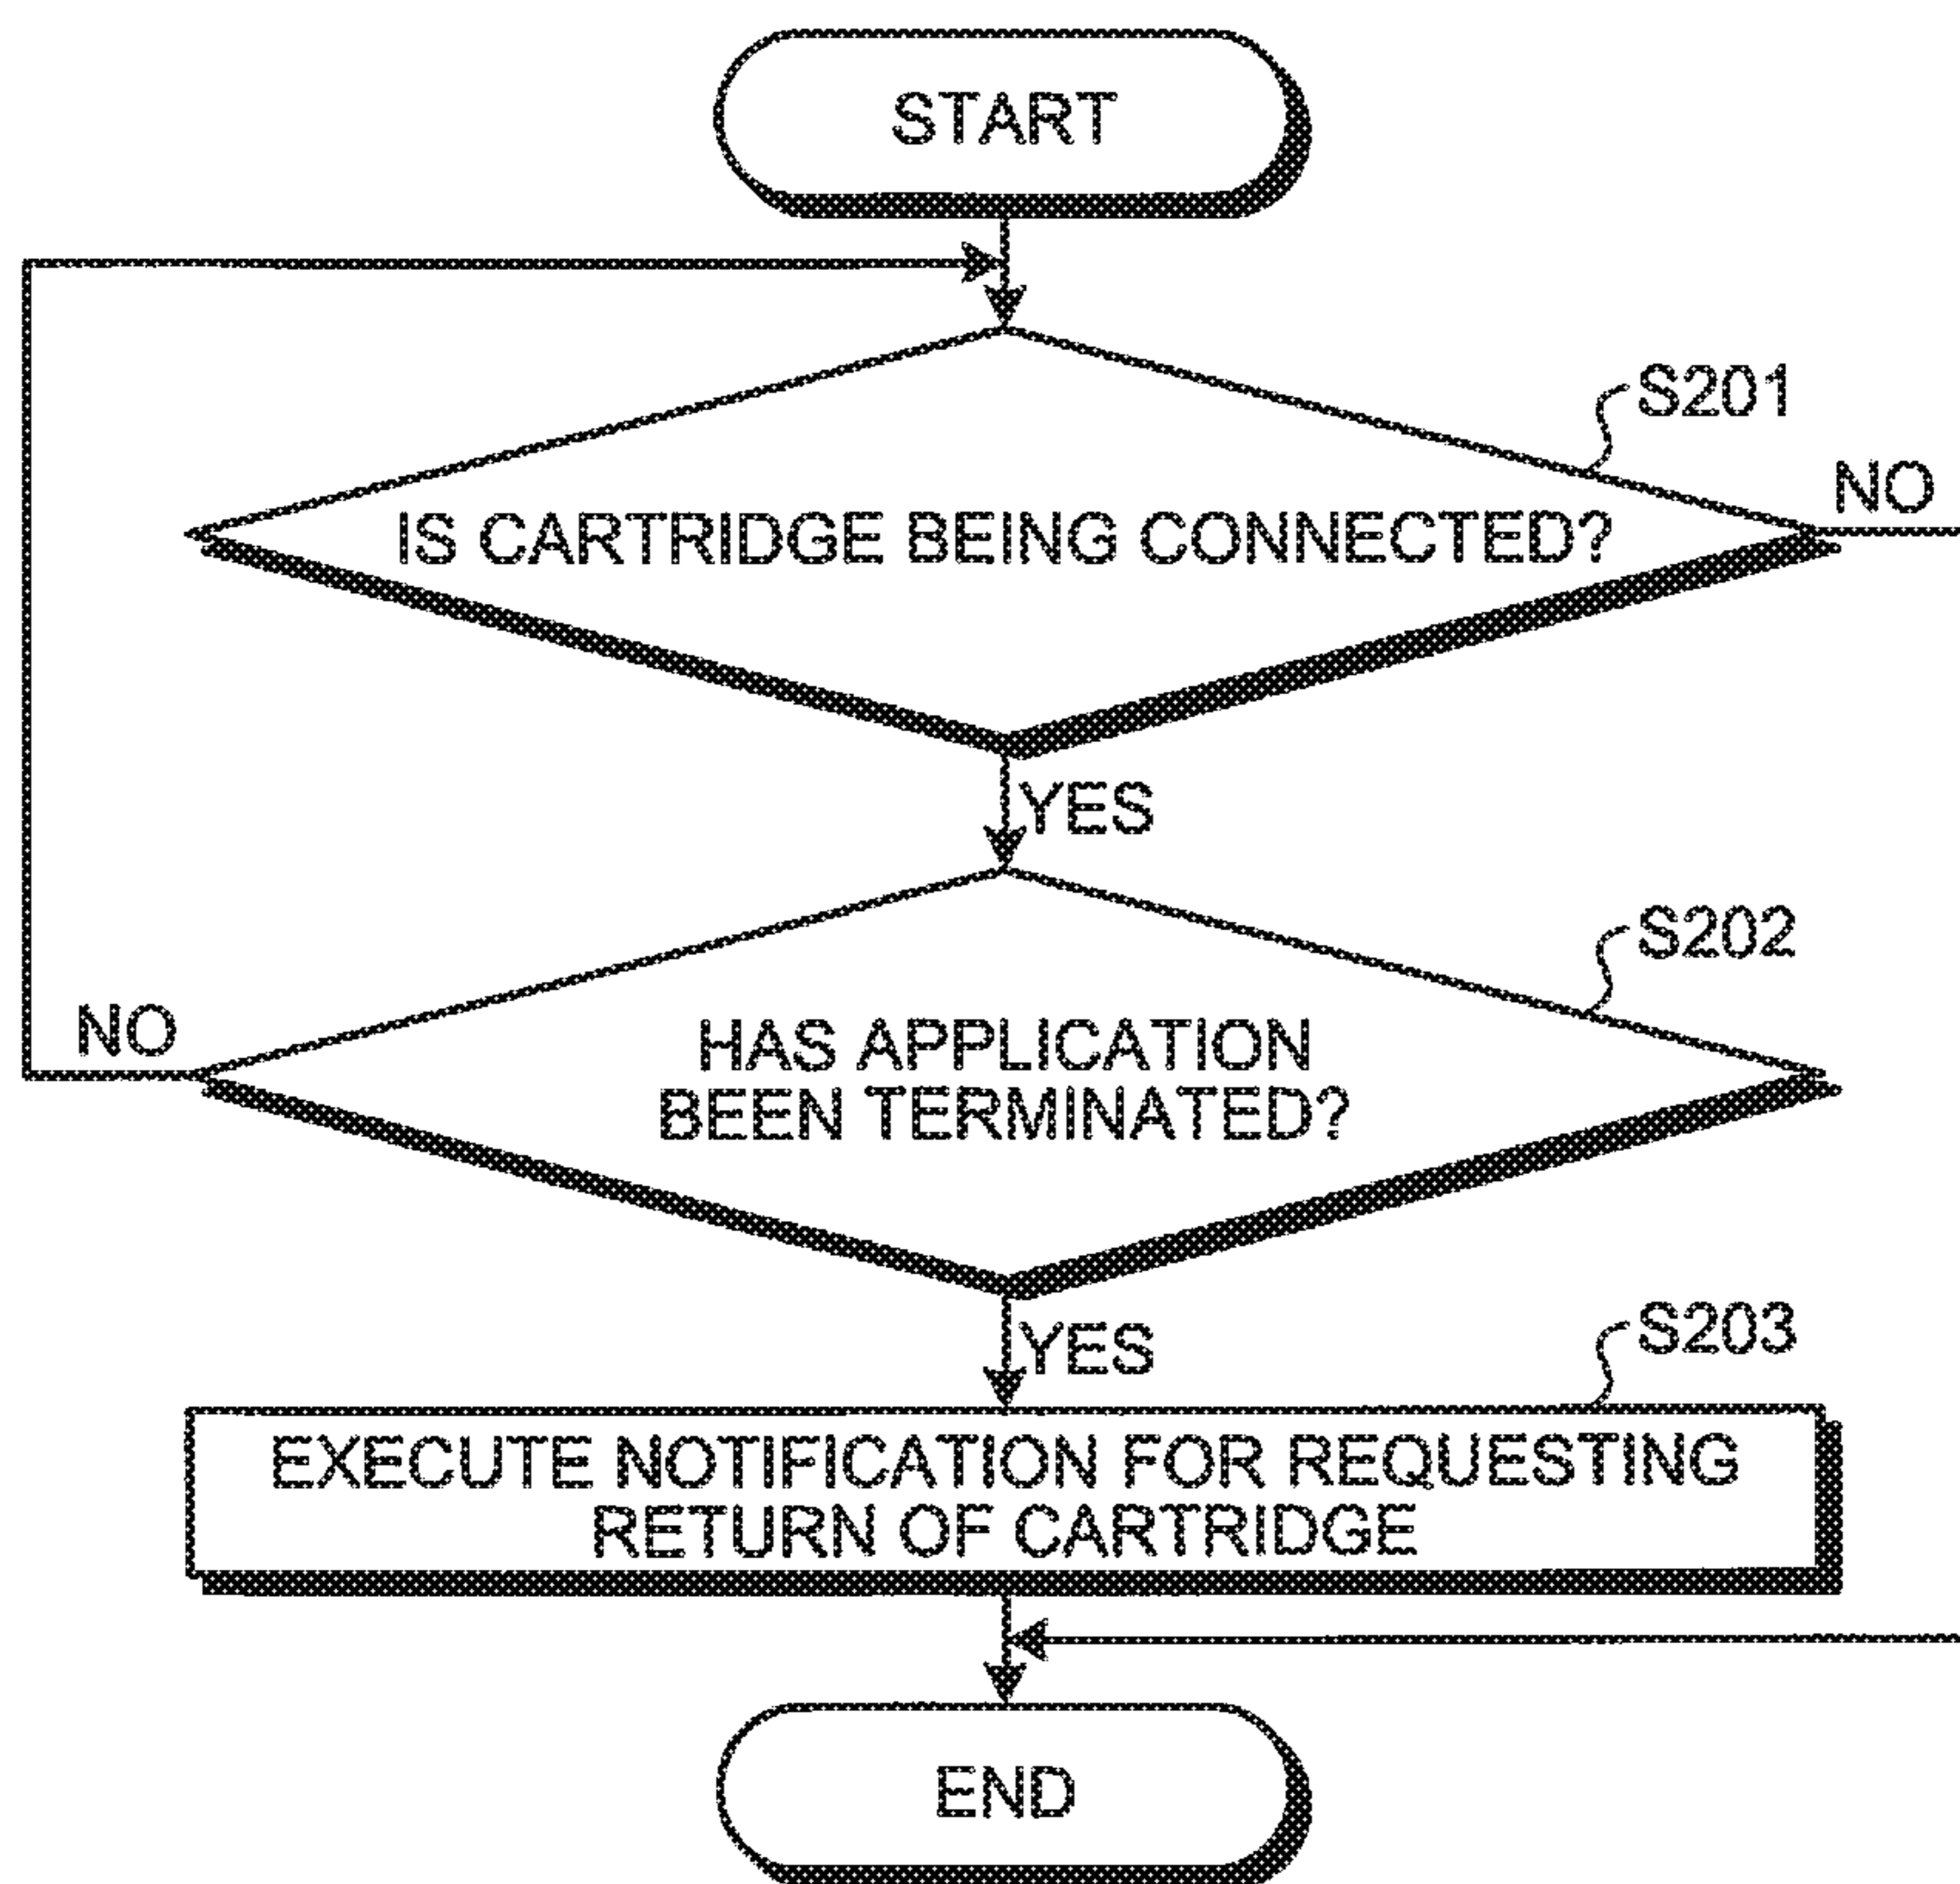 START
S201
NO
IS CARTRIDGE BEING CONNECTED?
YES
S202
NO
HAS APPLICATION
BEEN TERMINATED?
YES
S203
EXECUTE NOTIFICATION FOR REQUESTING
RETURN OF CARTRIDGE
END